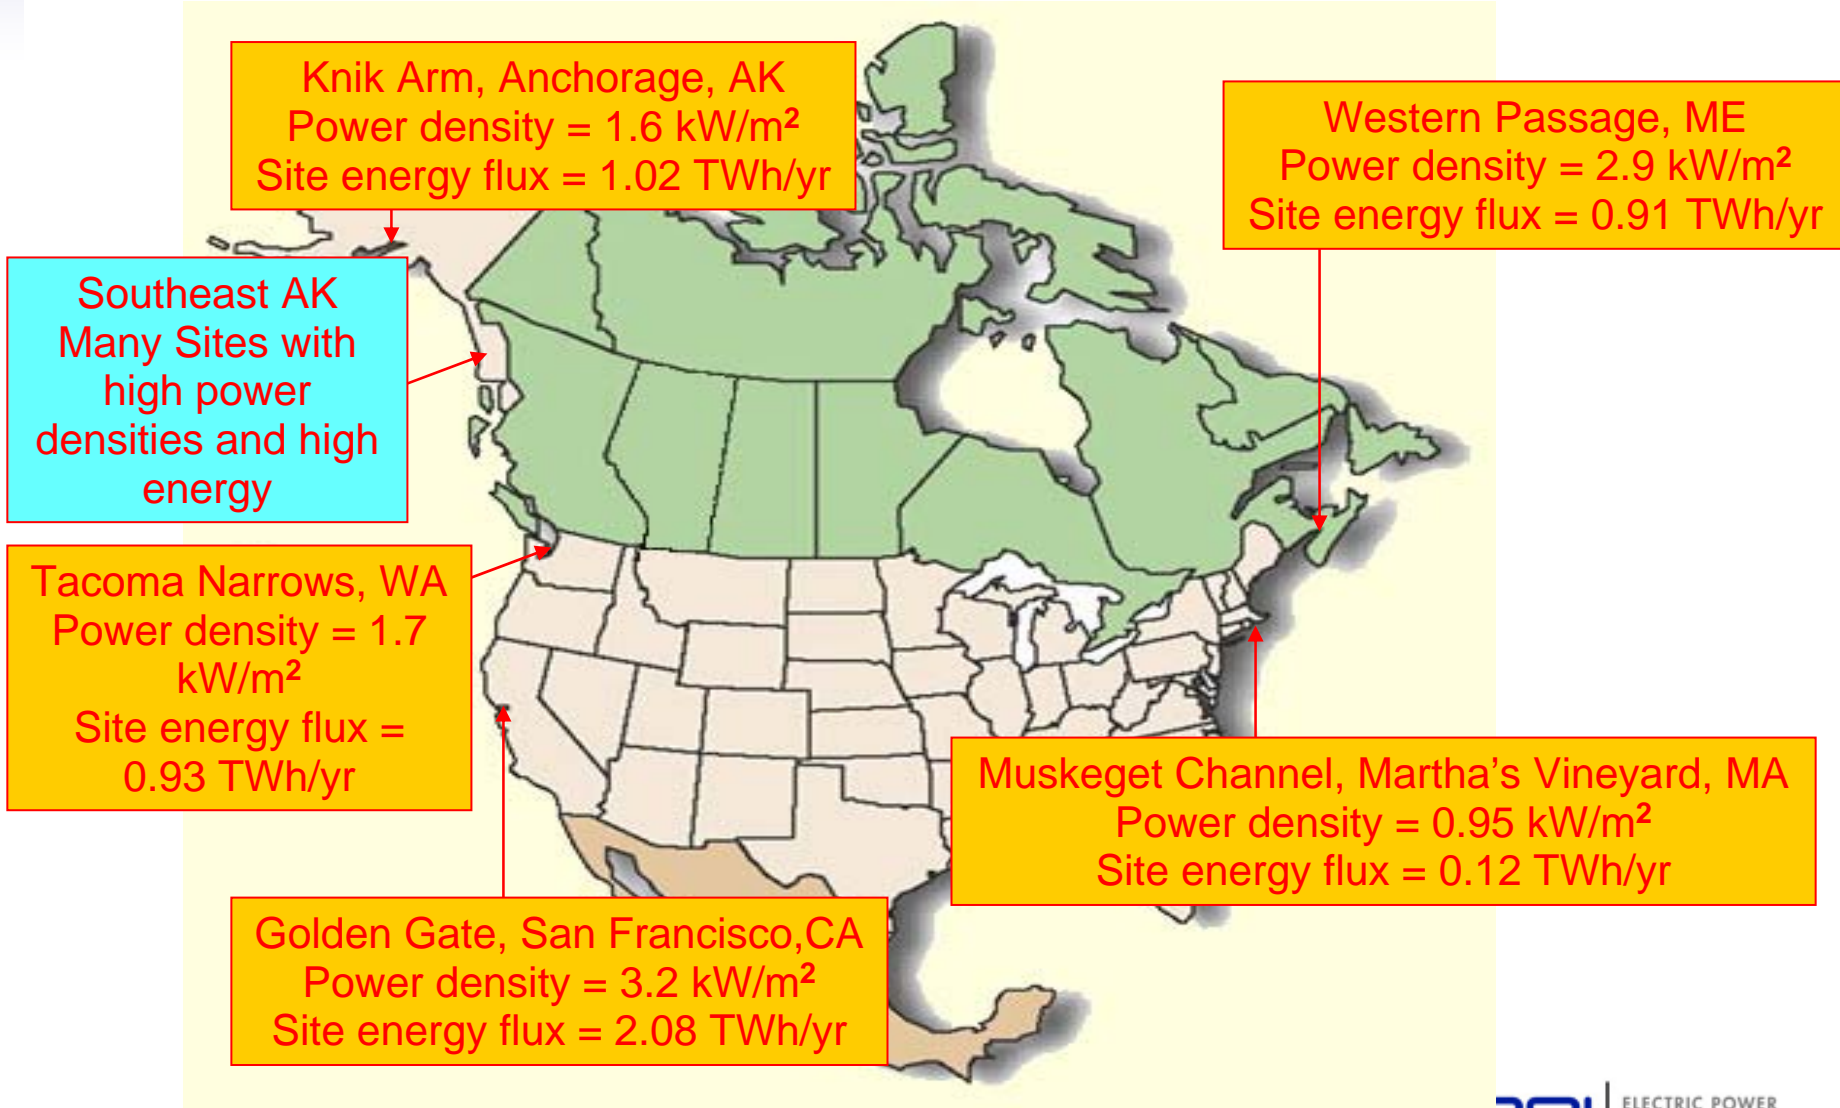 Knik Arm, Anchorage, AK
Power density = 1.6 kW/m²
Site energy flux = 1.02 TWh/yr
Western Passage, ME
Power density = 2.9 kW/m²
Site energy flux = 0.91 TWh/yr
Southeast AK
Many Sites with
high power
densities and high
energy
Tacoma Narrows, WA
Power density = 1.7
kW/m²
Site energy flux =
0.93 TWh/yr
Muskeget Channel, Martha's Vineyard, MA
Power density = 0.95 kW/m²
Site energy flux = 0.12 TWh/yr
Golden Gate, San Francisco,CA
Power density = 3.2 kW/m²
Site energy flux = 2.08 TWh/yr
ELECTRIC POWER